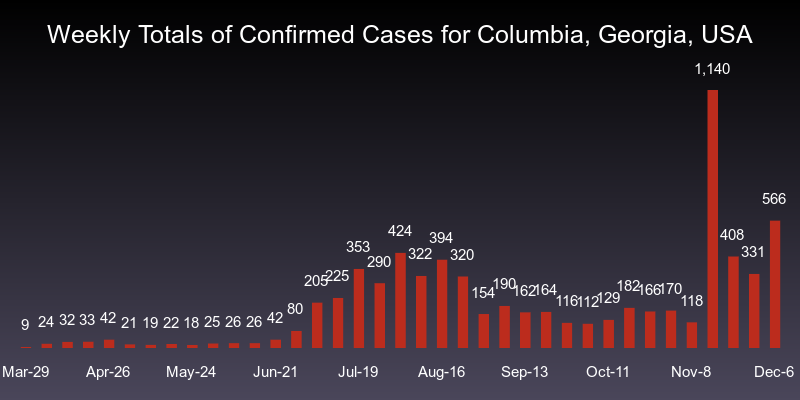 Weekly Totals of Confirmed Cases for Columbia, Georgia, USA
9 24 32 33 42 21 19 22 18 25 26 26 42 80 205 225 353 290 424 322 394 320 154 190 162 164 116 112 129 182 166 170 118 1,140 408 331 566
Mar-29 Apr-26 May-24 Jun-21 Jul-19 Aug-16 Sep-13 Oct-11 Nov-8 Dec-6